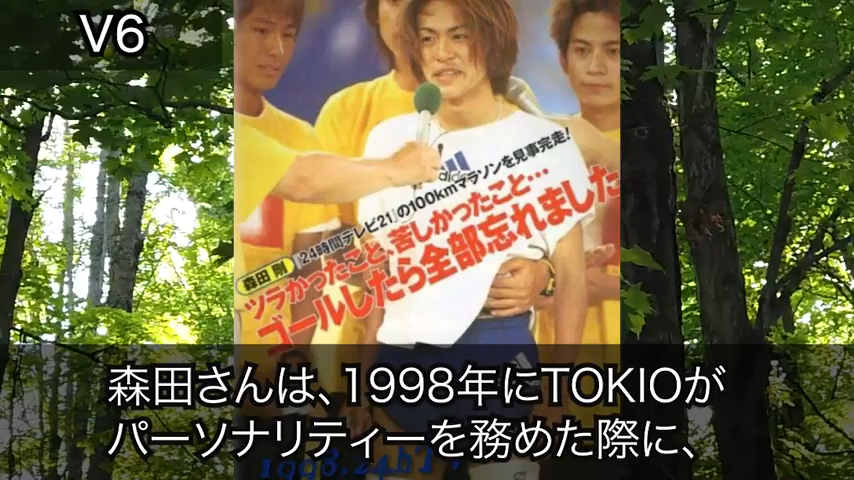 V6
『24時間テレビ21』の100kmマラソンを見事完走!
森田 剛
ツラかったこと、苦しかったこと…
ゴールしたら全部忘れました
森田さんは、1998年にTOKIOが
パーソナリティーを務めた際に、